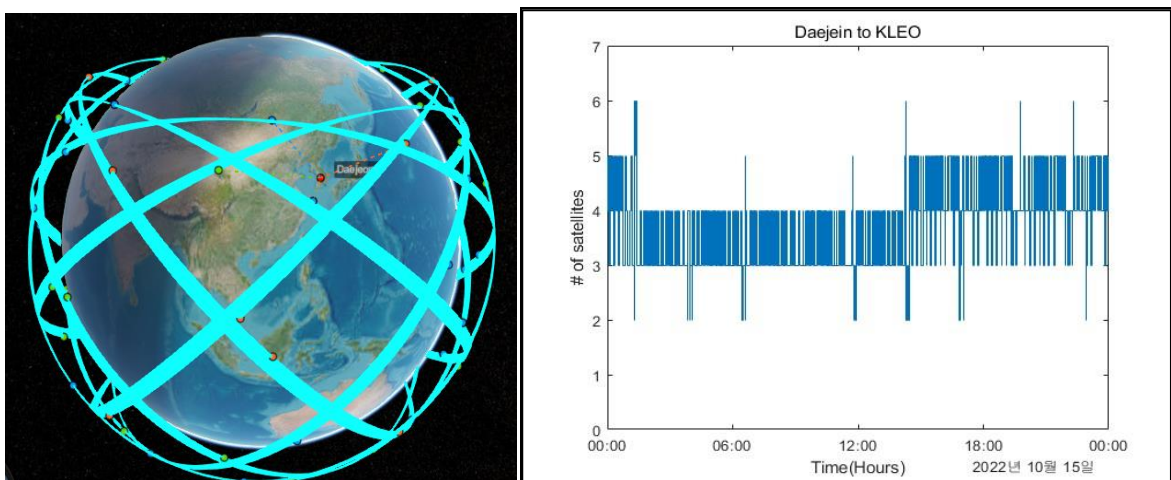 Daejeon
Daejein to KLEO
# of satellites
7
6
5
4
3
2
1
0
00:00 06:00 12:00 18:00 00:00
Time(Hours)
2022년 10월 15일